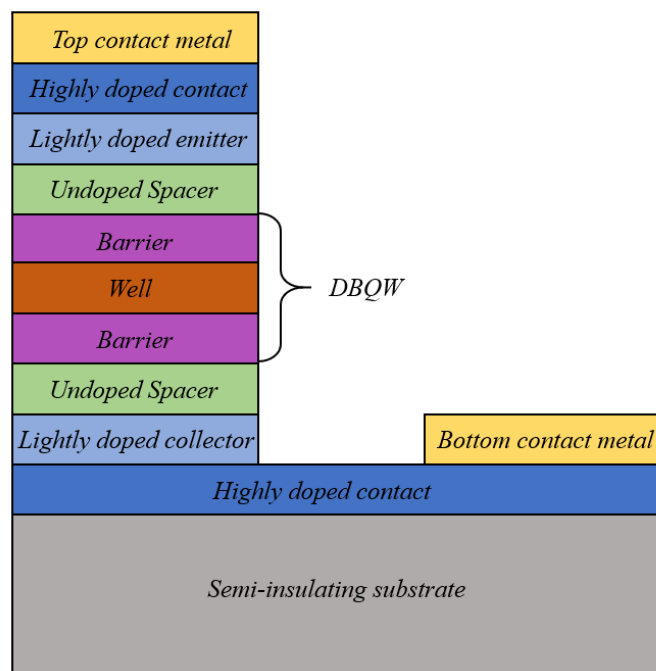 Top contact metal
Highly doped contact
Lightly doped emitter
Undoped Spacer
Barrier
Well
DBQW
Barrier
Undoped Spacer
Lightly doped collector
Bottom contact metal
Highly doped contact
Semi-insulating substrate